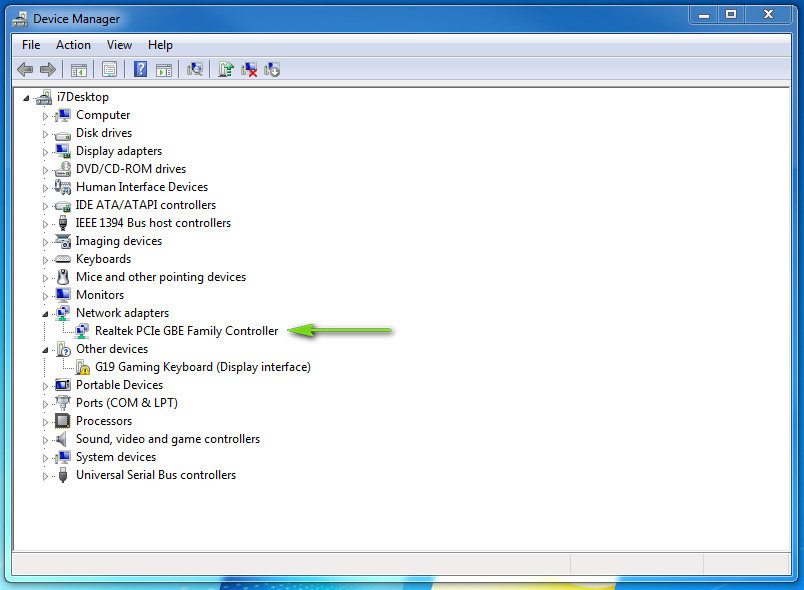 Device Manager
File Action View Help
i7Desktop
Computer
Disk drives
Display adapters
DVD/CD-ROM drives
Human Interface Devices
IDE ATA/ATAPI controllers
IEEE 1394 Bus host controllers
Imaging devices
Keyboards
Mice and other pointing devices
Monitors
Network adapters
Realtek PCIe GBE Family Controller
Other devices
G19 Gaming Keyboard (Display interface)
Portable Devices
Ports (COM & LPT)
Processors
Sound, video and game controllers
System devices
Universal Serial Bus controllers